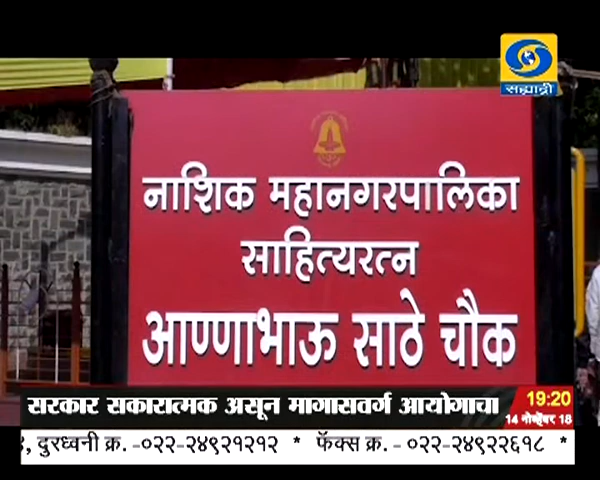 सह्याद्री
नाशिक महानगरपालिका
साहित्यरत्न
आण्णाभाऊ साठे चौक
सरकार सकारात्मक असून मागासवर्ग आयोगाचा
19:20
14 नोव्हेंबर 18
, दुरध्वनी क्र. -०२२-२४९२१२१२ * फॅक्स क्र. - ०२२-२४९२२६१८ *